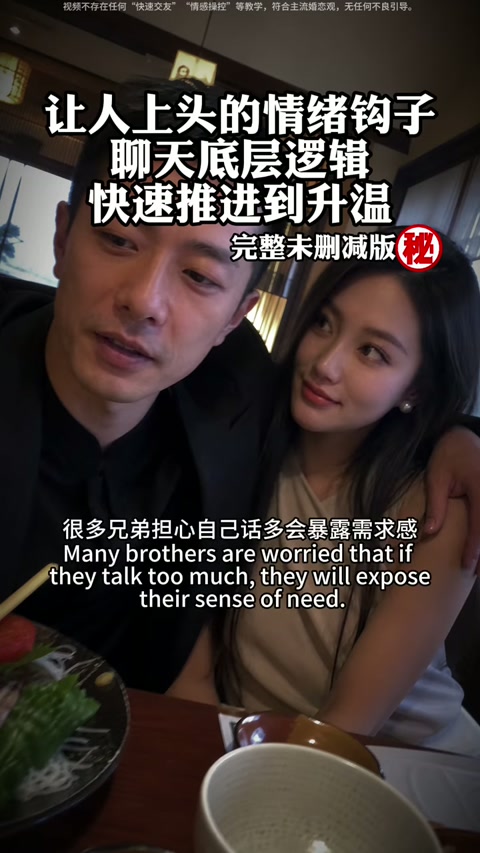 视频不存在任何“快速交友”“情感操控”等教学，符合主流婚恋观，无任何不良引导。
让人上头的情绪钩子
聊天底层逻辑
快速推进到升温
完整未删减版 秘
很多兄弟担心自己话多会暴露需求感
Many brothers are worried that if
they talk too much, they will expose
their sense of need.